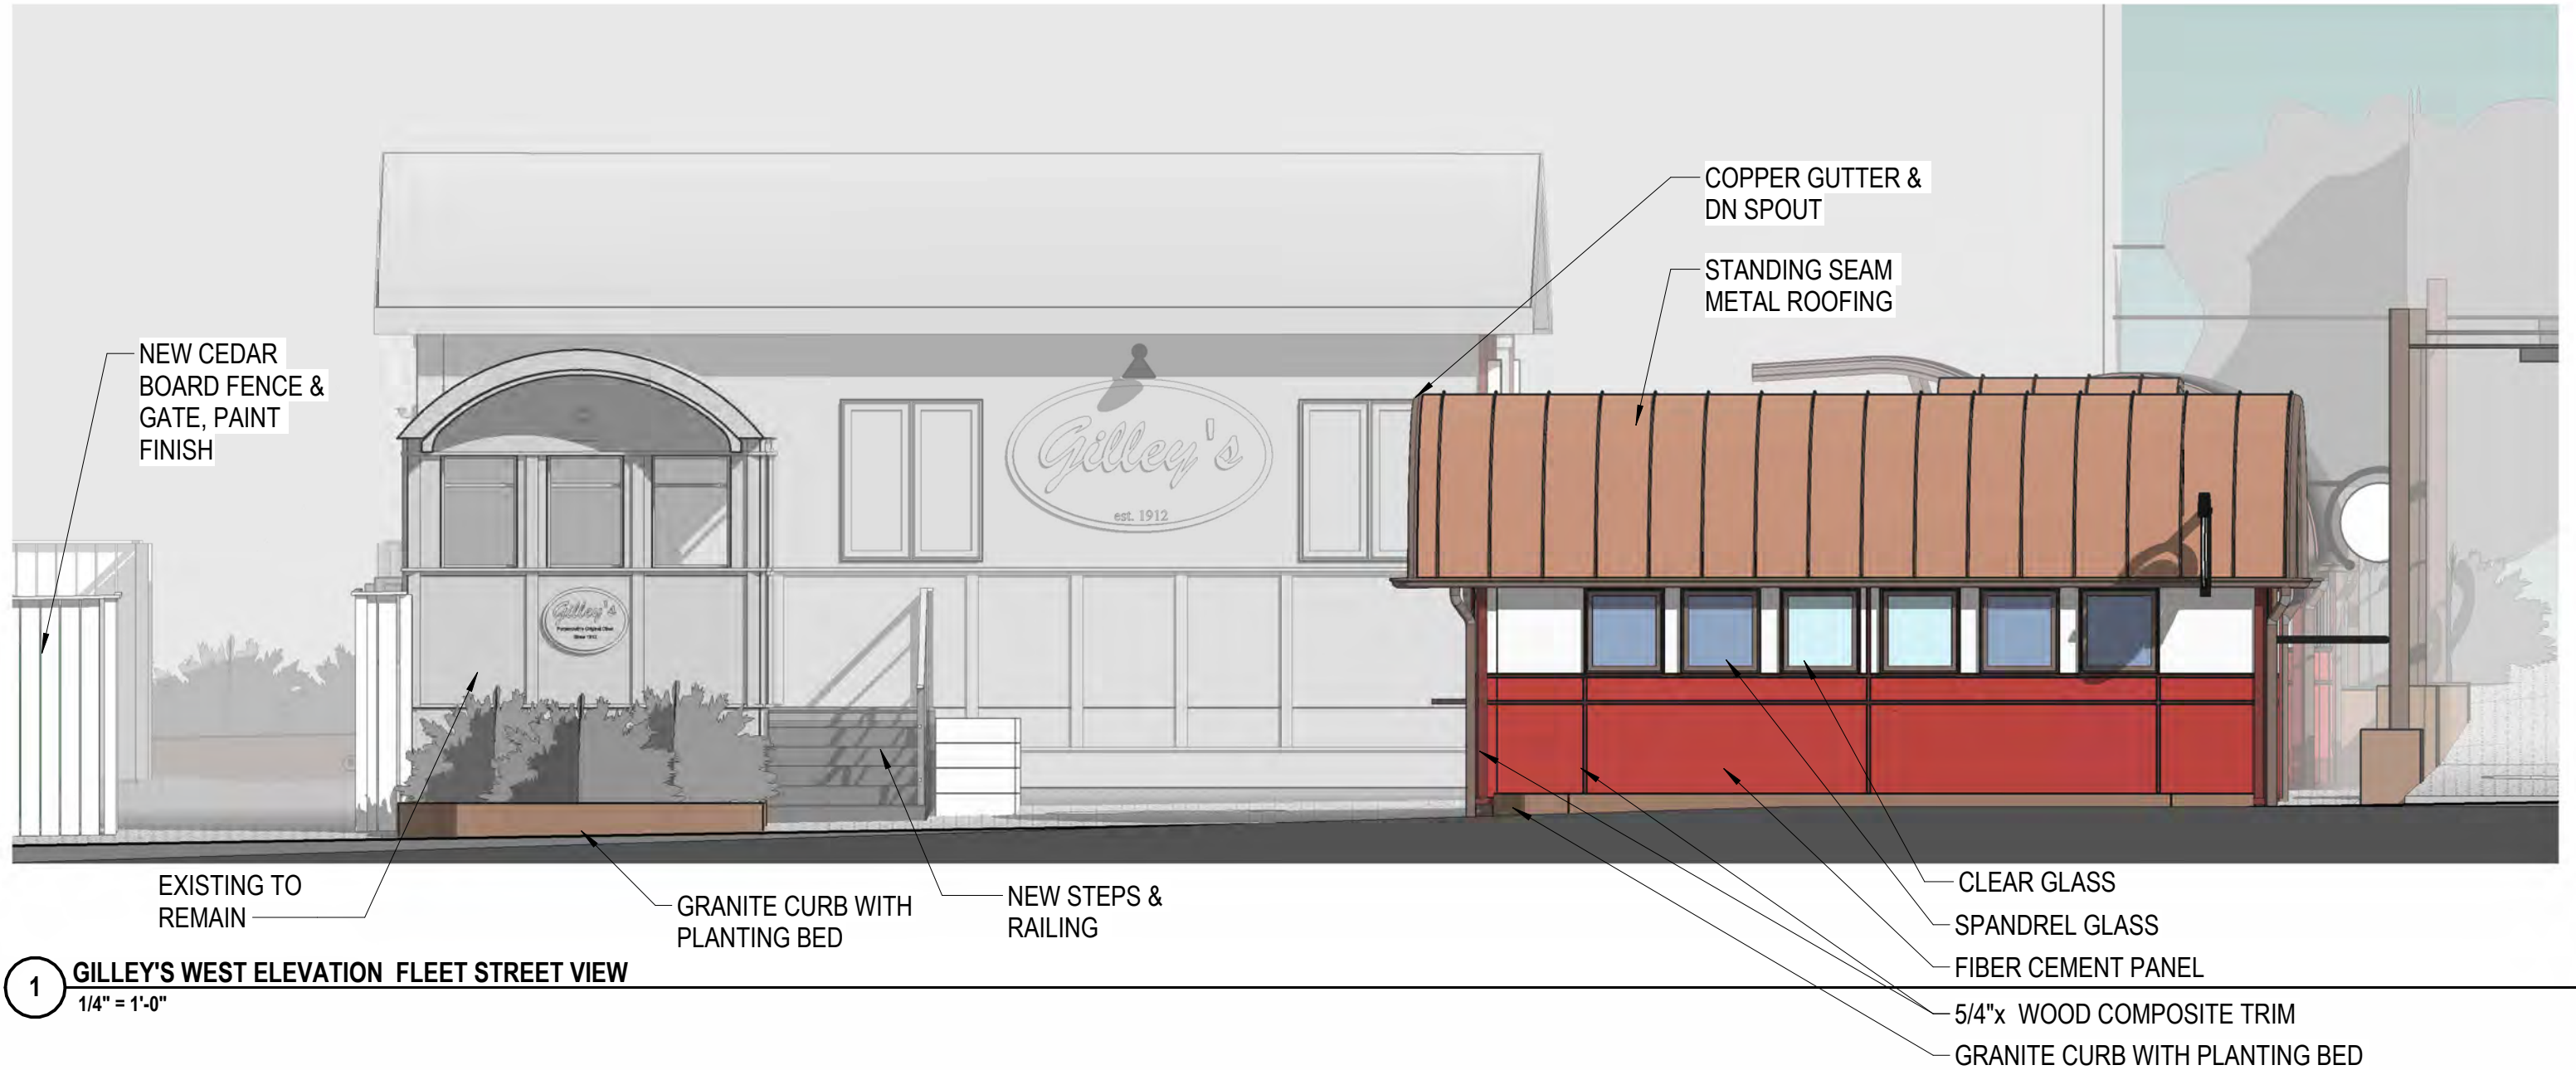 COPPER GUTTER &
DN SPOUT
STANDING SEAM
METAL ROOFING
NEW CEDAR
BOARD FENCE &
GATE, PAINT
FINISH
Gilley's
est. 1912
Gilley's
Since 1912
EXISTING TO
REMAIN
GRANITE CURB WITH
PLANTING BED
NEW STEPS &
RAILING
CLEAR GLASS
SPANDREL GLASS
FIBER CEMENT PANEL
5/4"x WOOD COMPOSITE TRIM
GRANITE CURB WITH PLANTING BED
1
GILLEY'S WEST ELEVATION FLEET STREET VIEW
1/4" = 1'-0"